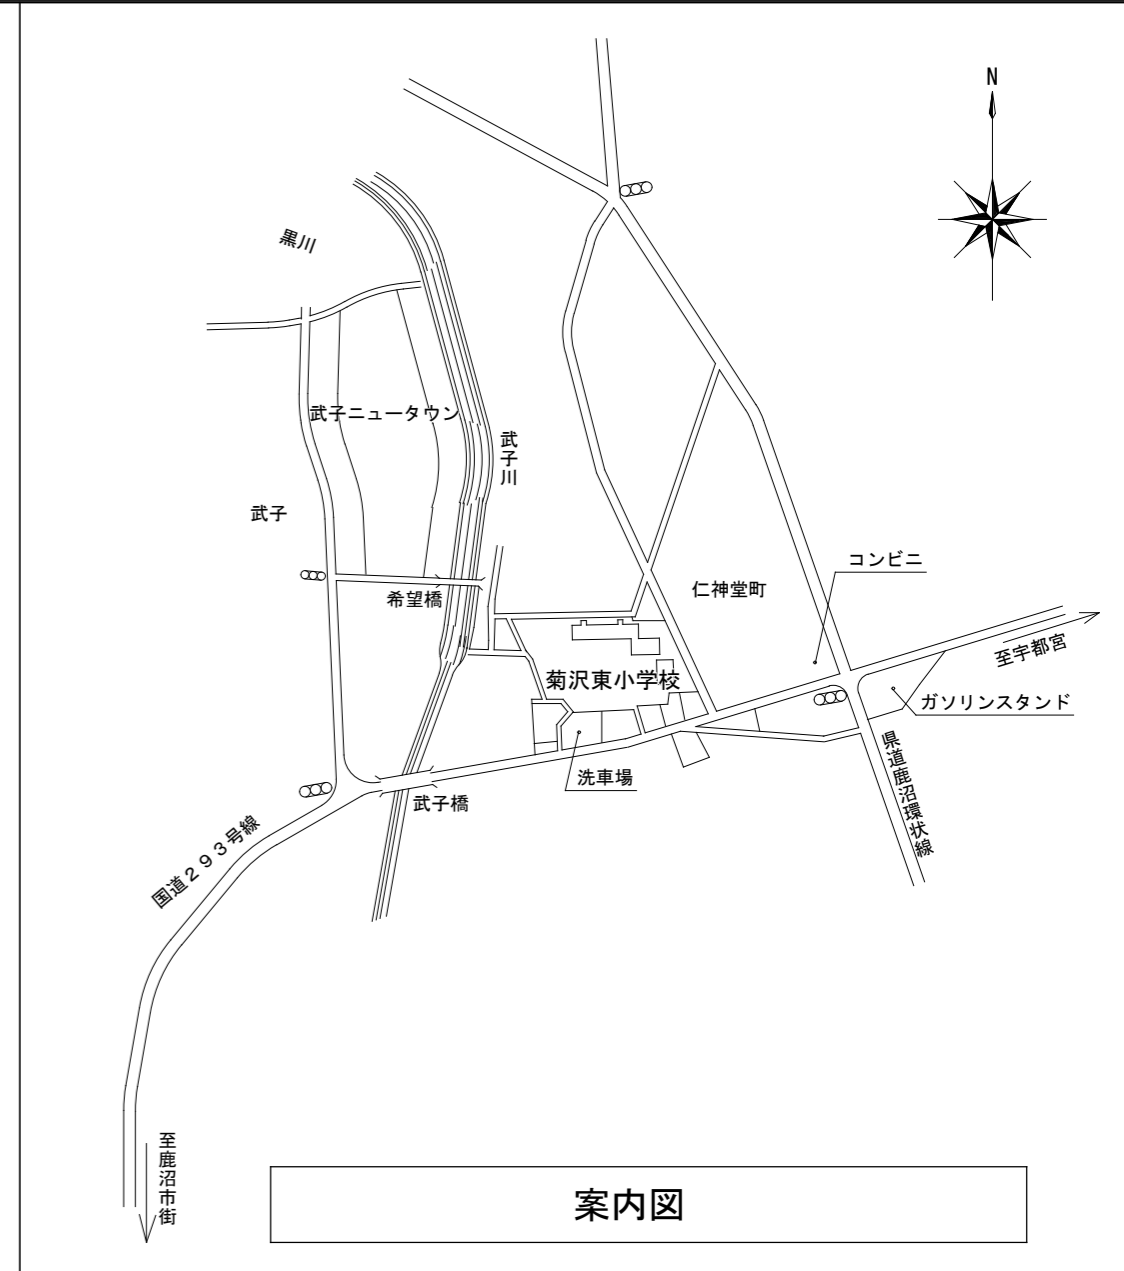 N
黒川
武子ニュータウン
武子川
武子
コンビニ
希望橋
仁神堂町
至宇都宮
菊沢東小学校
ガソリンスタンド
洗車場
県道鹿沼環状線
武子橋
国道２９３号線
至鹿沼市街
案内図